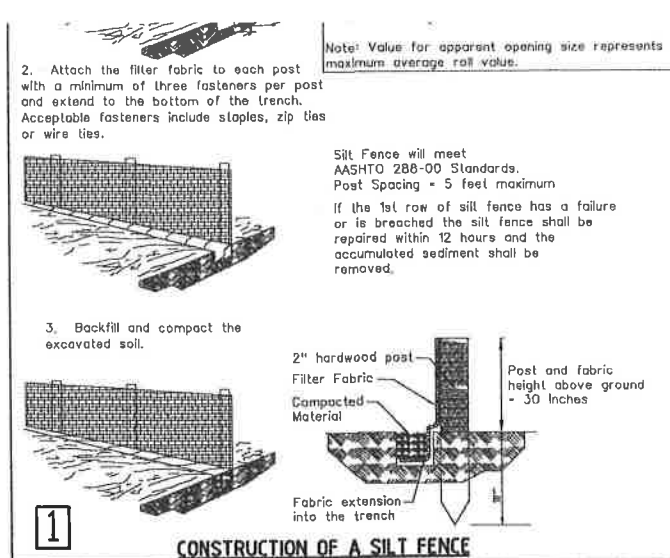 Note: Value for apparent opening size represents
maximum average roll value.
2. Attach the filter fabric to each post
with a minimum of three fasteners per post
and extend to the bottom of the trench.
Acceptable fasteners include staples, zip ties
or wire ties.
Silt Fence will meet
AASHTO 288-00 Standards.
Post Spacing = 5 feet maximum
If the 1st row of silt fence has a failure
or is breached the silt fence shall be
repaired within 12 hours and the
accumulated sediment shall be
removed.
3. Backfill and compact the
excavated soil.
2" hardwood post
Filter Fabric
Compacted
Material
Post and fabric
height above ground
= 30 Inches
Fabric extension
into the trench
1
CONSTRUCTION OF A SILT FENCE